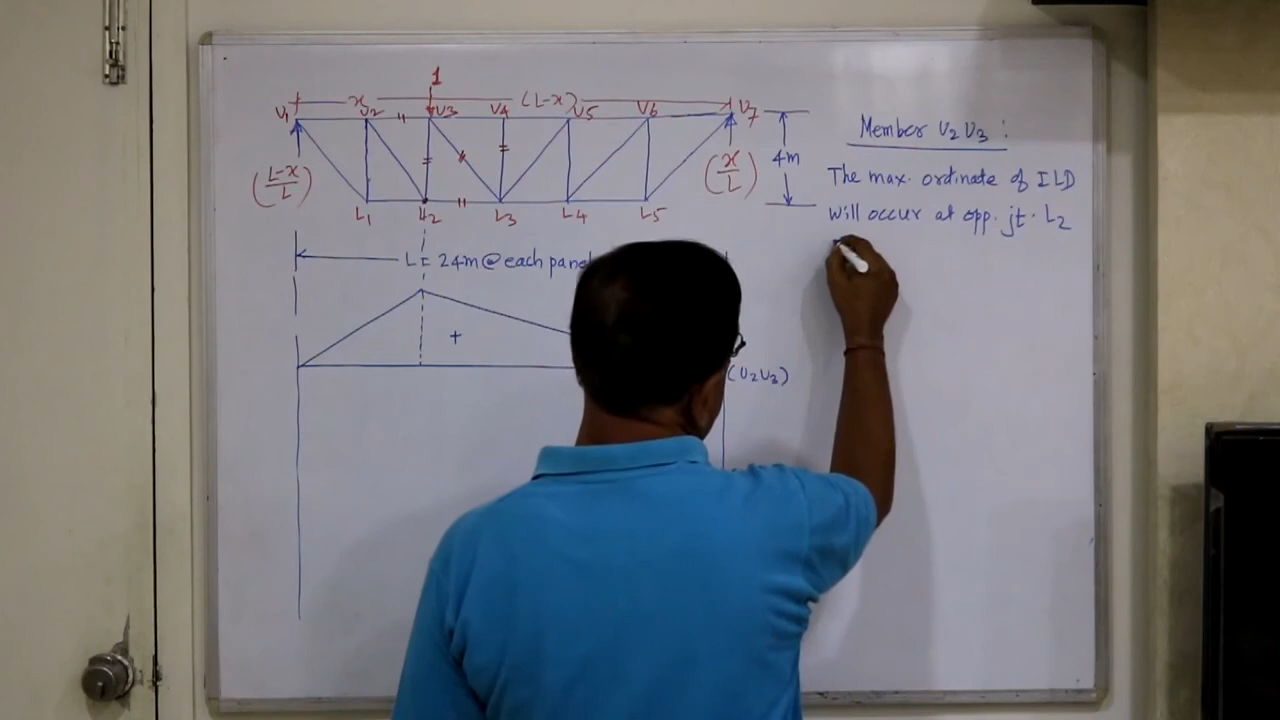 1
x
(L-x)
U1
U2
U3
U4
U5
U6
U7
(L-x/L)
(x/L)
4m
L1
L2
L3
L4
L5
L = 24m@each panel
+
(U2U3)
Member U2U3 :
The max. ordinate of ILD
will occur at opp. jt. L2